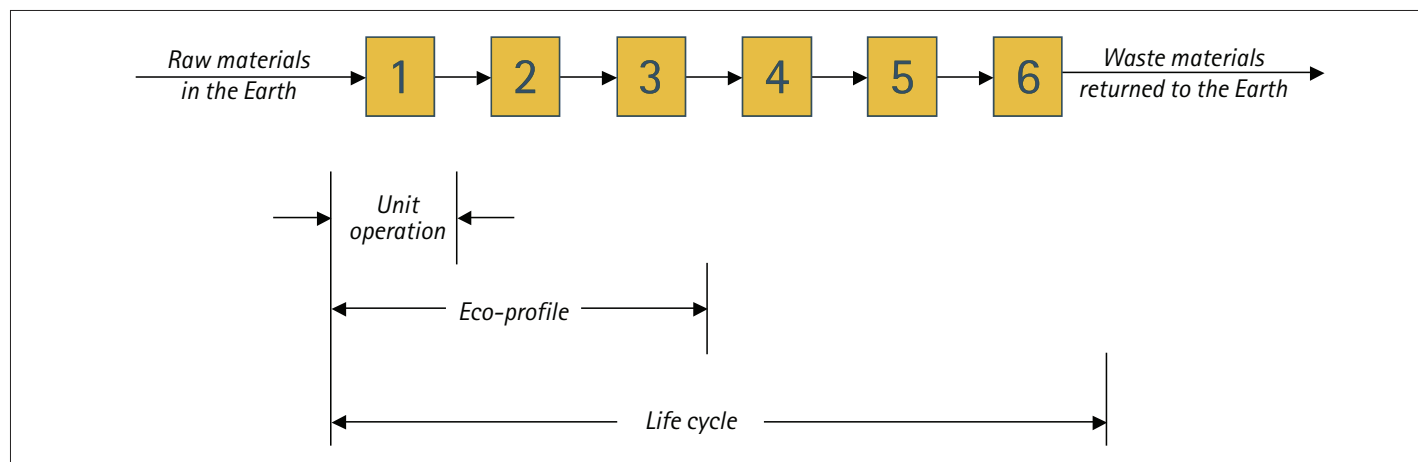 Raw materials
in the Earth
1
2
3
4
5
6
Waste materials
returned to the Earth
Unit
operation
Eco-profile
Life cycle